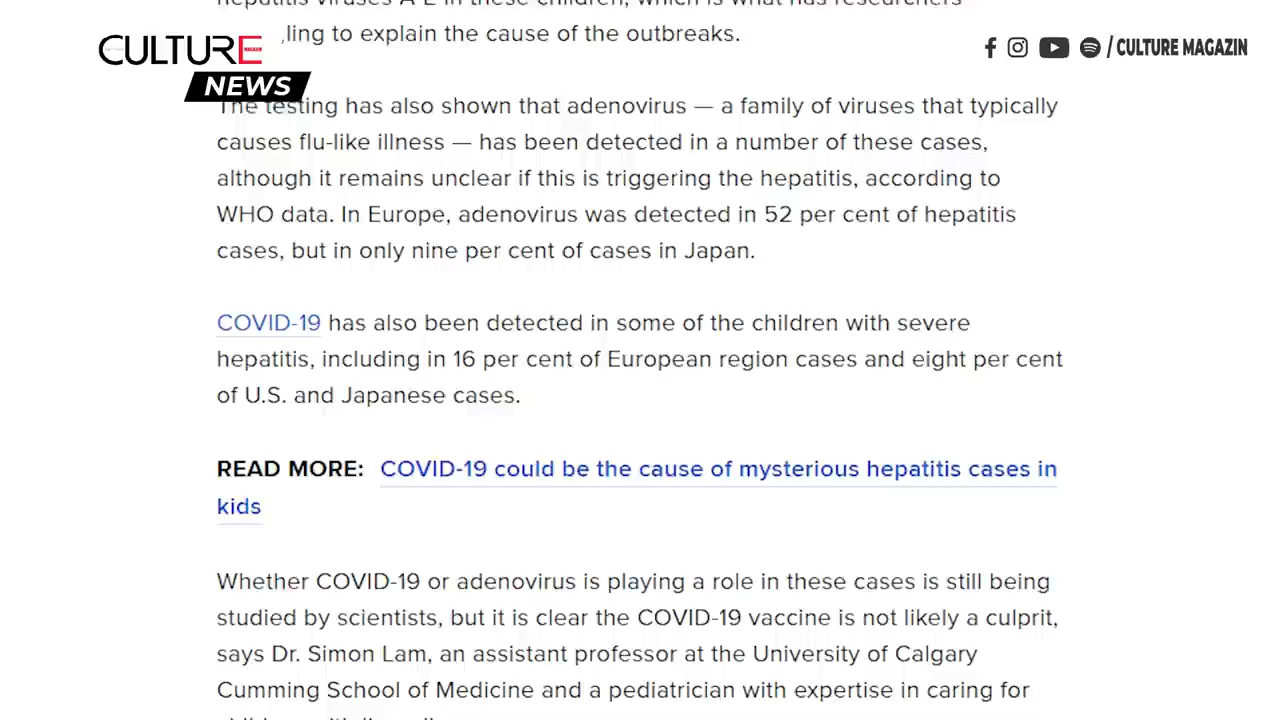 hepatitis viruses A-E in these children, which is what has researchers
CULTURE
ling to explain the cause of the outbreaks.
/ CULTURE MAGAZIN
NEWS
The testing has also shown that adenovirus — a family of viruses that typically
causes flu-like illness — has been detected in a number of these cases,
although it remains unclear if this is triggering the hepatitis, according to
WHO data. In Europe, adenovirus was detected in 52 per cent of hepatitis
cases, but in only nine per cent of cases in Japan.
COVID-19 has also been detected in some of the children with severe
hepatitis, including in 16 per cent of European region cases and eight per cent
of U.S. and Japanese cases.
READ MORE: COVID-19 could be the cause of mysterious hepatitis cases in
kids
Whether COVID-19 or adenovirus is playing a role in these cases is still being
studied by scientists, but it is clear the COVID-19 vaccine is not likely a culprit,
says Dr. Simon Lam, an assistant professor at the University of Calgary
Cumming School of Medicine and a pediatrician with expertise in caring for